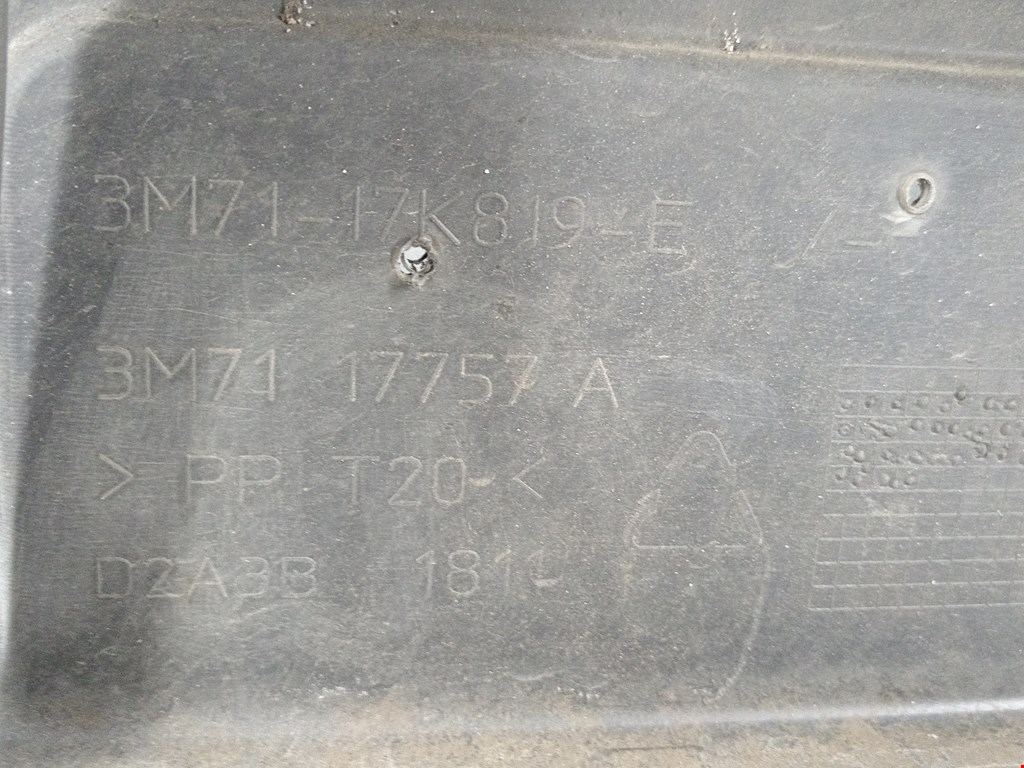 3M71-17K819-E
3M71 17757 A
> PP T20 <
D2A3B 1811